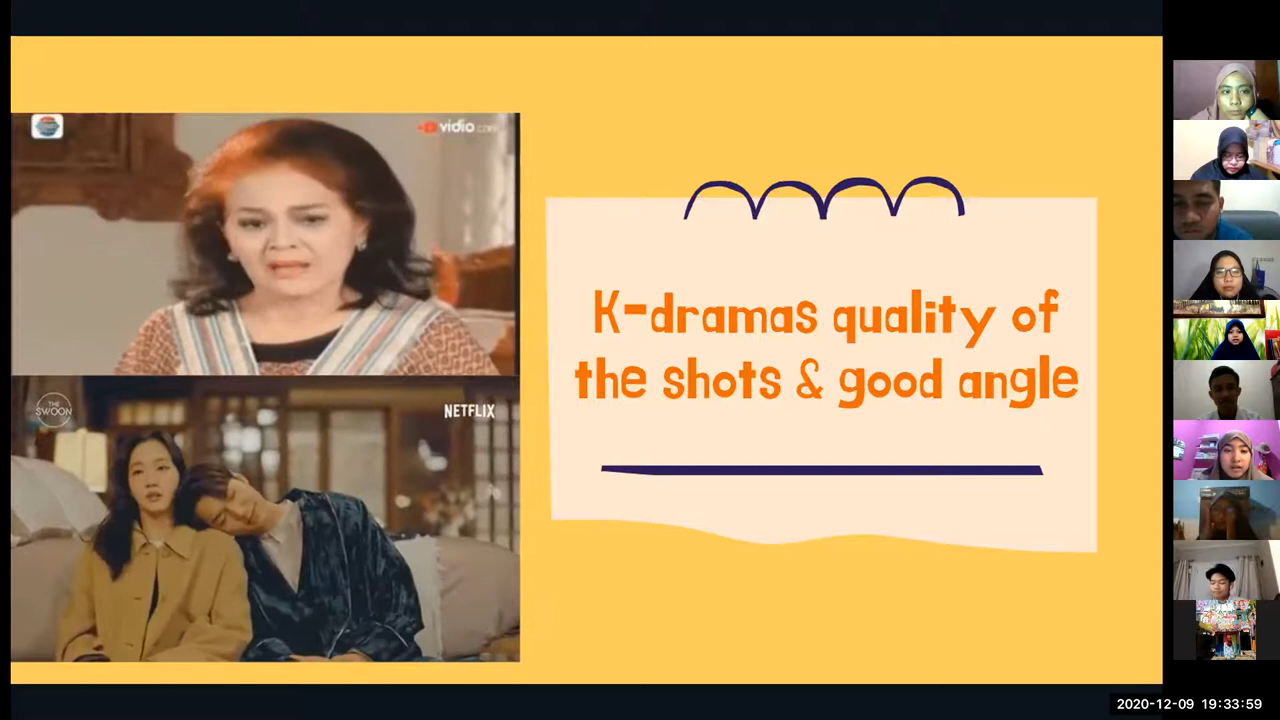 vidio.com
K-dramas quality of
the shots & good angle
THE
SWOON
NETFLIX
2020-12-09 19:33:59